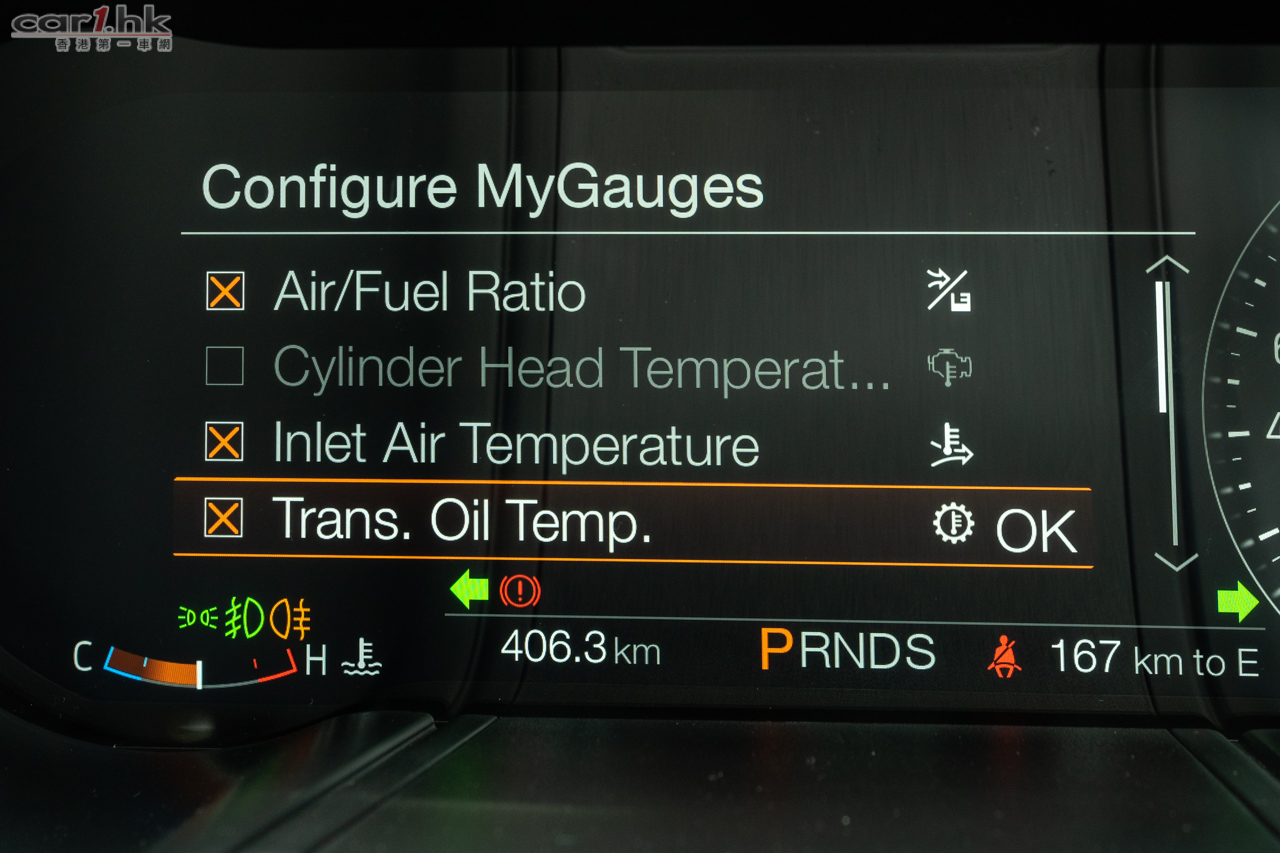 car1.hk
香港第一車網
Configure MyGauges
Air/Fuel Ratio
Cylinder Head Temperat...
Inlet Air Temperature
Trans. Oil Temp. OK
C H
406.3 km PRNDS 167 km to E